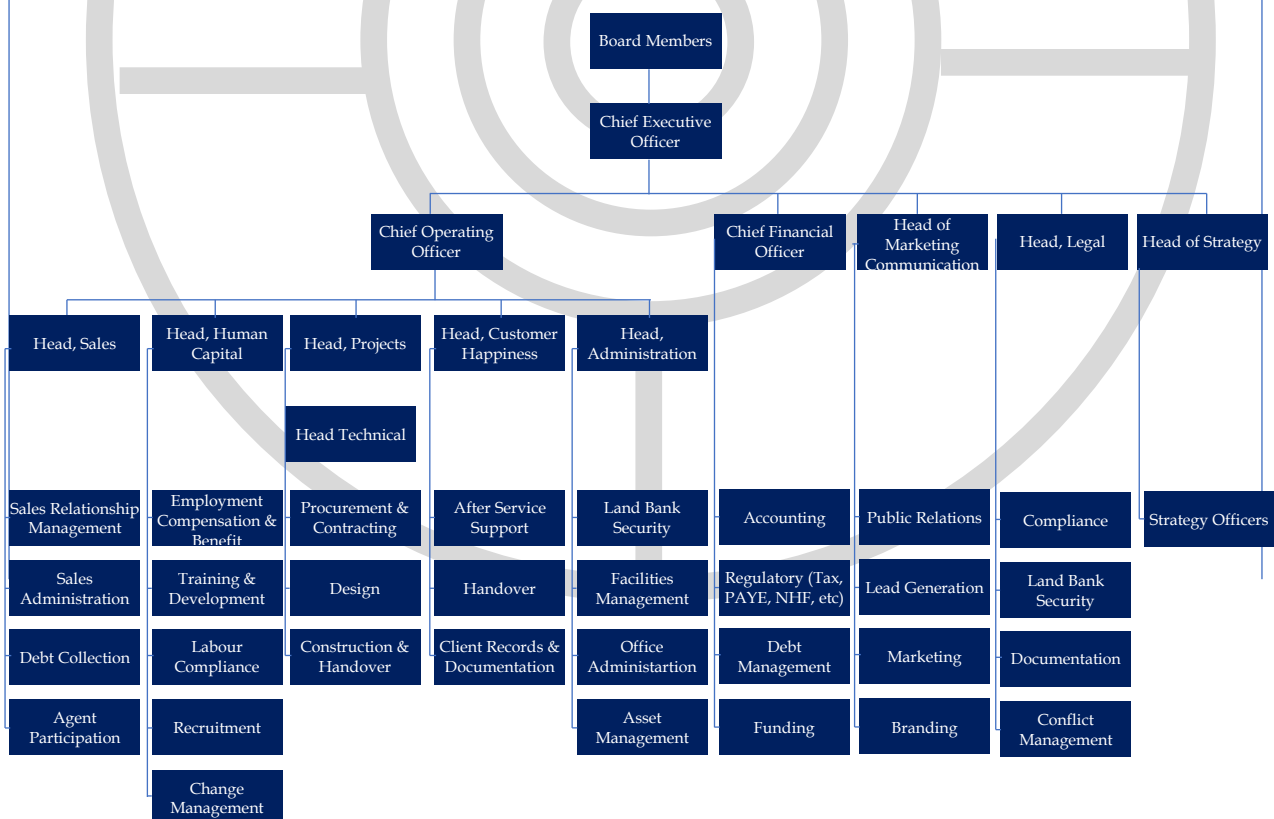 Board Members
Chief Executive
Officer
Chief Operating
Officer
Chief Financial
Officer
Head of
Marketing
Communication
Head, Legal
Head of Strategy
Head, Sales
Head, Human
Capital
Head, Projects
Head, Customer
Happiness
Head,
Administration
Head Technical
Sales Relationship
Management
Employment
Compensation &
Benefit
Procurement &
Contracting
After Service
Support
Land Bank
Security
Accounting
Public Relations
Compliance
Strategy Officers
Sales
Administration
Training &
Development
Design
Handover
Facilities
Management
Regulatory (Tax,
PAYE, NHF, etc)
Lead Generation
Land Bank
Security
Debt Collection
Labour
Compliance
Construction &
Handover
Client Records &
Documentation
Office
Administartion
Debt
Management
Marketing
Documentation
Agent
Participation
Recruitment
Asset
Management
Funding
Branding
Conflict
Management
Change
Management